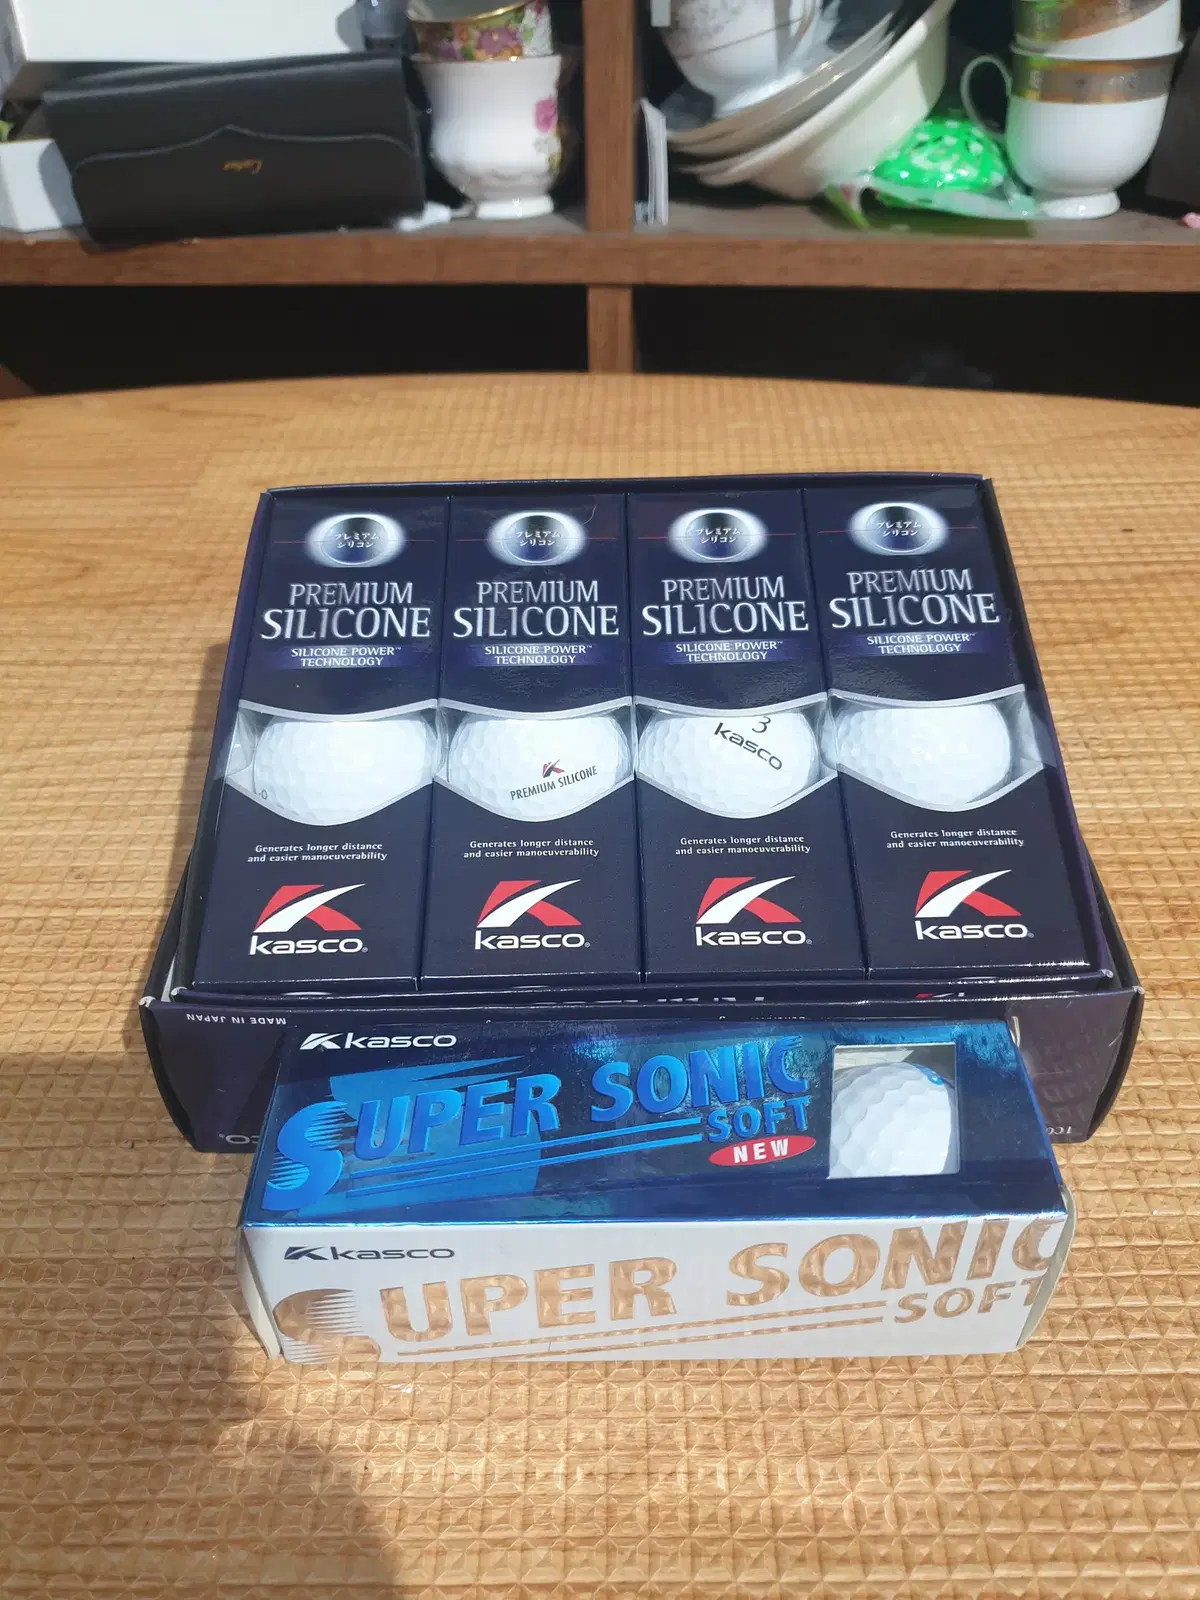 Cartier
プレミアム
シリコン
PREMIUM
SILICONE
SILICONE POWER™
TECHNOLOGY
Generates longer distance
and easier manoeuverability
kasco®
プレミアム
シリコン
PREMIUM
SILICONE
SILICONE POWER™
TECHNOLOGY
PREMIUM SILICONE
Generates longer distance
and easier manoeuverability
kasco®
プレミアム
シリコン
PREMIUM
SILICONE
SILICONE POWER™
TECHNOLOGY
3
kasco
Generates longer distance
and easier manoeuverability
kasco®
プレミアム
シリコン
PREMIUM
SILICONE
SILICONE POWER™
TECHNOLOGY
Generates longer distance
and easier manoeuverability
kasco®
MADE IN JAPAN
kasco
SUPER SONIC
SOFT
NEW
kasco
SUPER SONIC
SOFT